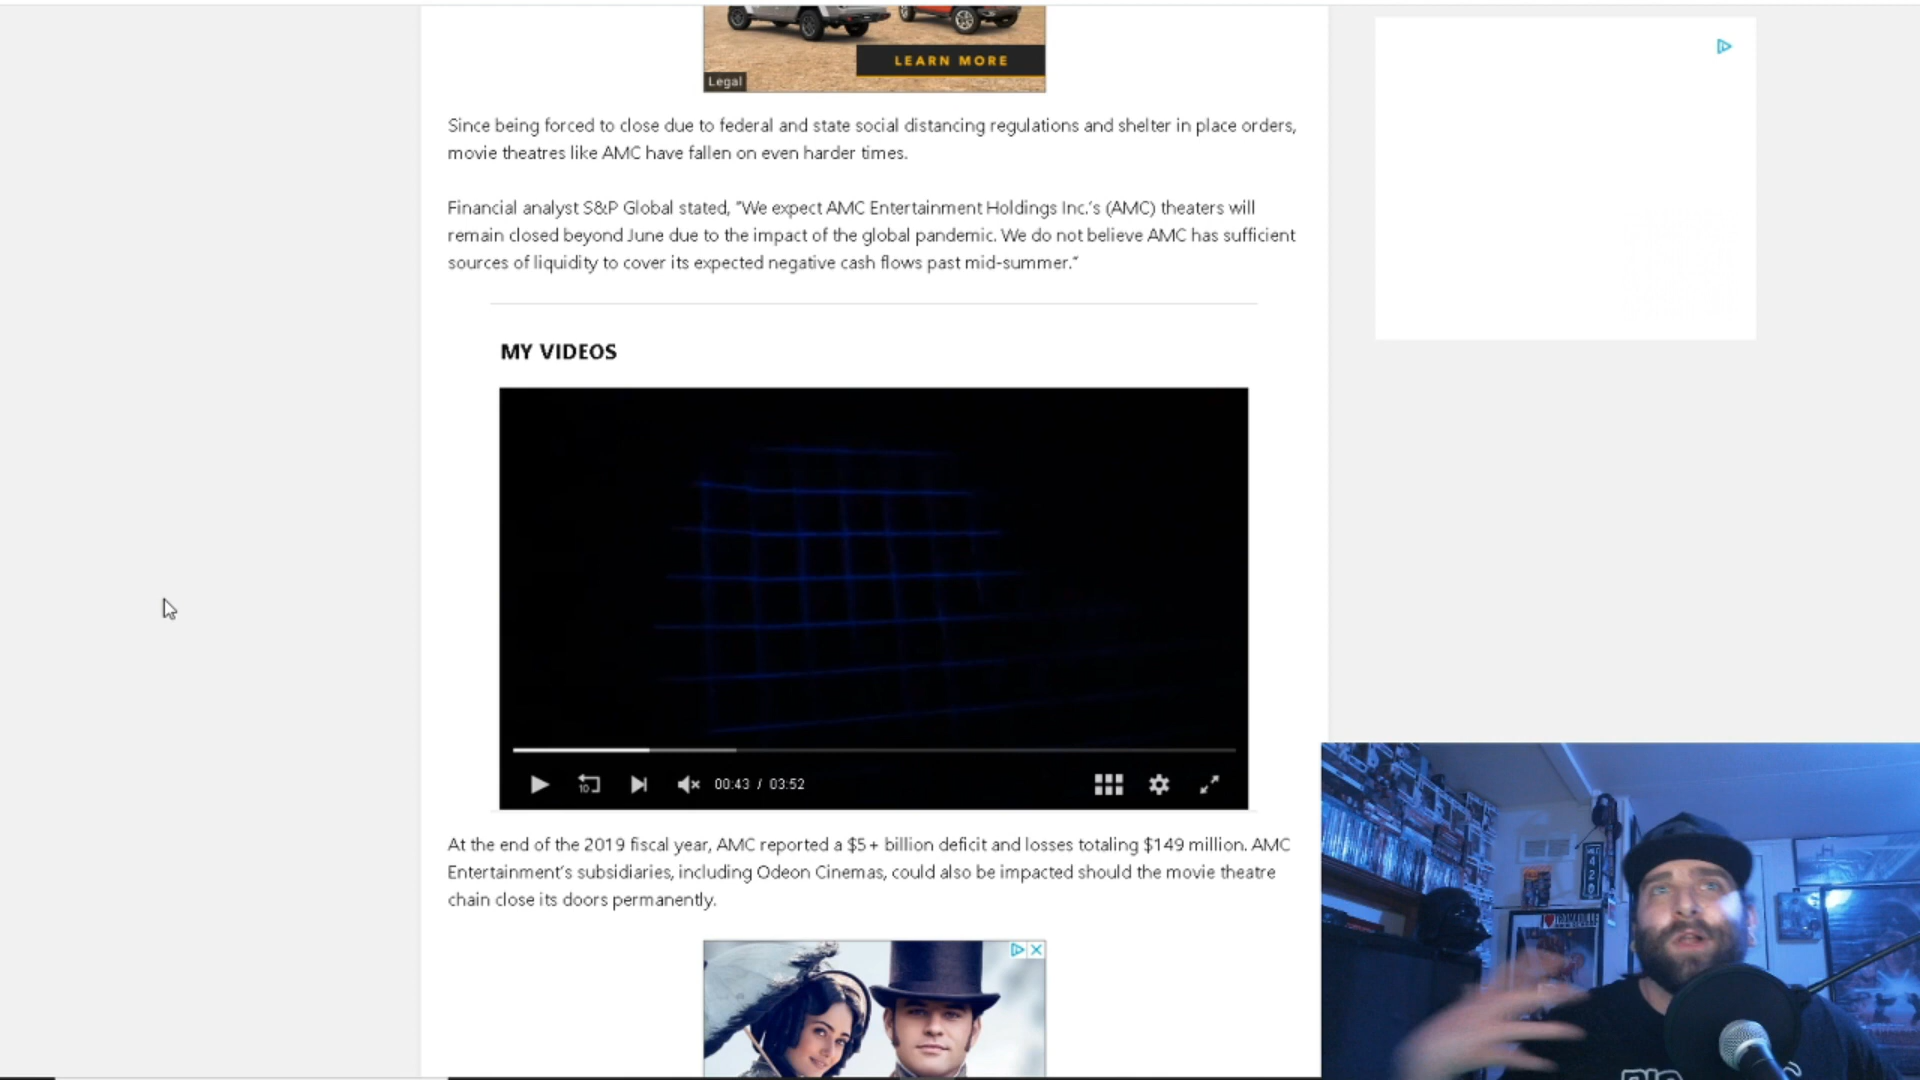 LEARN MORE
Legal
Since being forced to close due to federal and state social distancing regulations and shelter in place orders,
movie theatres like AMC have fallen on even harder times.
Financial analyst S&P Global stated, "We expect AMC Entertainment Holdings Inc.'s (AMC) theaters will
remain closed beyond June due to the impact of the global pandemic. We do not believe AMC has sufficient
sources of liquidity to cover its expected negative cash flows past mid-summer."
MY VIDEOS
10
00:43 / 03:52
At the end of the 2019 fiscal year, AMC reported a $5+ billion deficit and losses totaling $149 million. AMC
Entertainment's subsidiaries, including Odeon Cinemas, could also be impacted should the movie theatre
chain close its doors permanently.